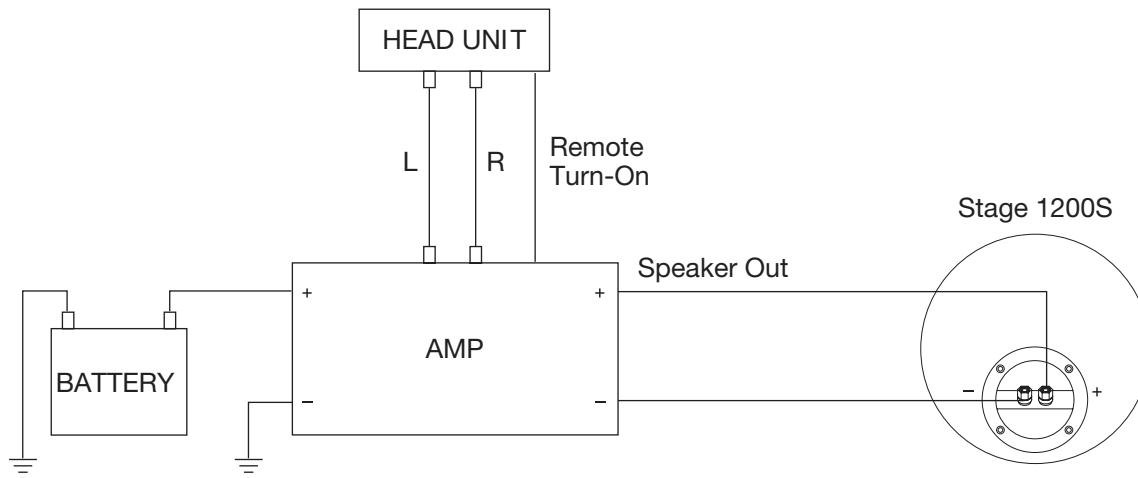 HEAD UNIT
L
R
Remote
Turn-On
Stage 1200S
Speaker Out
+
+
AMP
BATTERY
–
+
–
–